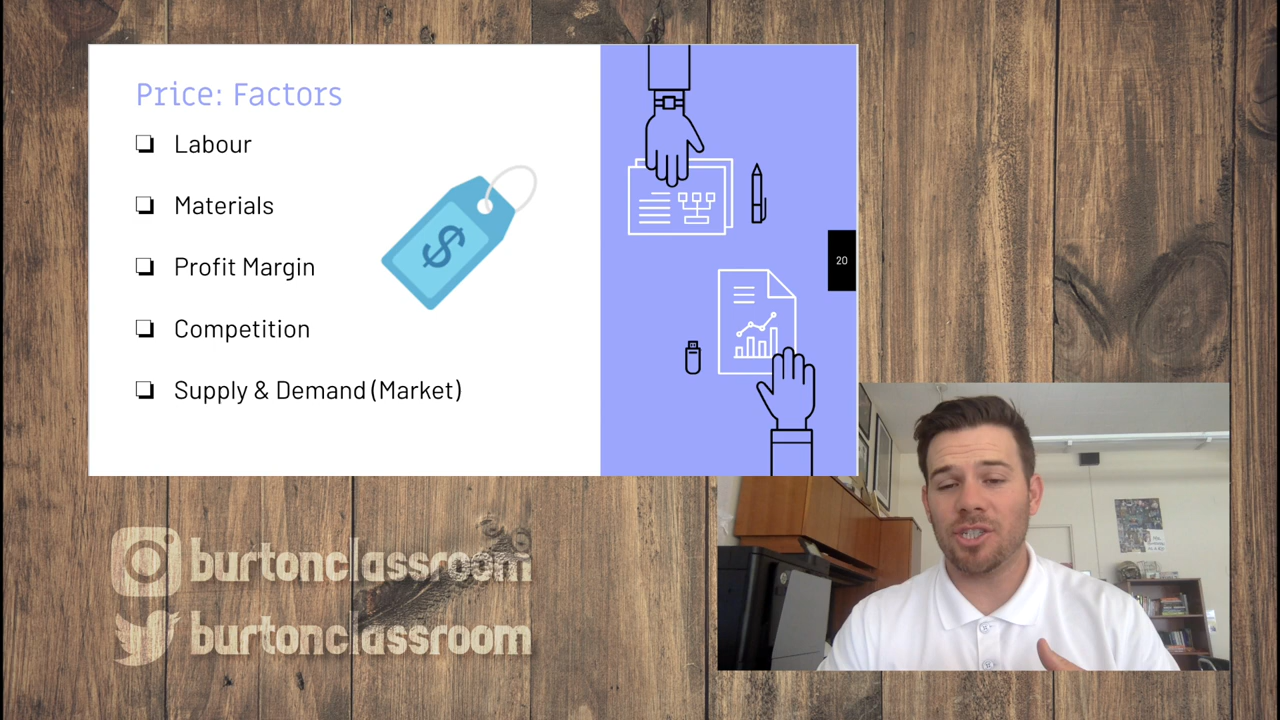 Price: Factors
Labour
Materials
Profit Margin
Competition
Supply & Demand (Market)
20
burtonclassroom
burtonclassroom